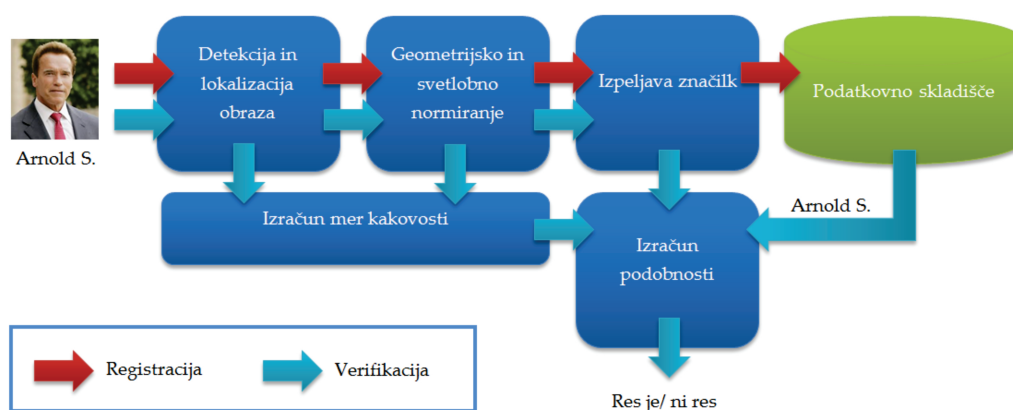 Arnold S.
Detekcija in
lokalizacija
obraza
Geometrijsko in
svetlobno
normiranje
Izpeljava značilk
Podatkovno skladišče
Izračun mer kakovosti
Arnold S.
Izračun
podobnosti
Registracija
Verifikacija
Res je/ ni res